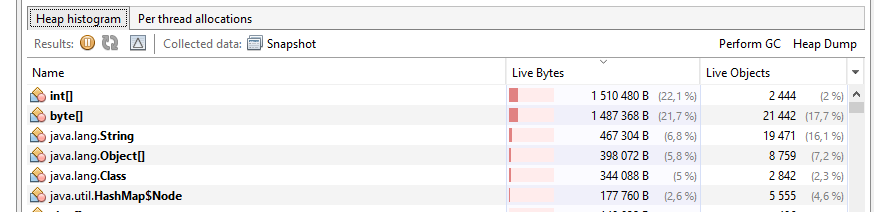 Heap histogram Per thread allocations
Results: Collected data: Snapshot Perform GC Heap Dump
Name Live Bytes Live Objects
int[] 1 510 480 B (22,1 %) 2 444 (2 %)
byte[] 1 487 368 B (21,7 %) 21 442 (17,7 %)
java.lang.String 467 304 B (6,8 %) 19 471 (16,1 %)
java.lang.Object[] 398 072 B (5,8 %) 8 759 (7,2 %)
java.lang.Class 344 088 B (5 %) 2 842 (2,3 %)
java.util.HashMap$Node 177 760 B (2,6 %) 5 555 (4,6 %)